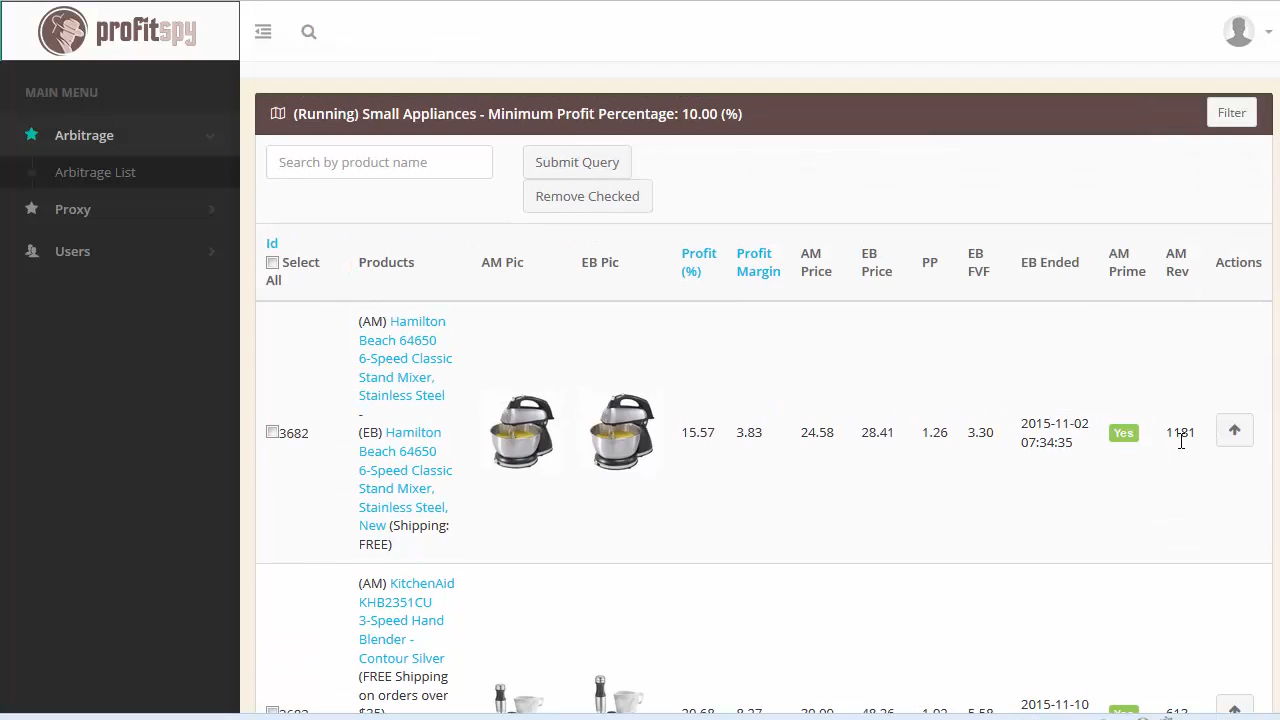 profitspy
MAIN MENU
Arbitrage
Arbitrage List
Proxy
Users
(Running) Small Appliances - Minimum Profit Percentage: 10.00 (%)
Filter
Search by product name
Submit Query
Remove Checked
Id
Select
All
Products
AM Pic
EB Pic
Profit
(%)
Profit
Margin
AM
Price
EB
Price
PP
EB
FVF
EB Ended
AM
Prime
AM
Rev
Actions
3682
(AM) Hamilton
Beach 64650
6-Speed Classic
Stand Mixer,
Stainless Steel
-
(EB) Hamilton
Beach 64650
6-Speed Classic
Stand Mixer,
Stainless Steel,
New (Shipping:
FREE)
15.57
3.83
24.58
28.41
1.26
3.30
2015-11-02
07:34:35
Yes
1181
(AM) KitchenAid
KHB2351CU
3-Speed Hand
Blender -
Contour Silver
(FREE Shipping
on orders over
$35)
2015-11-10